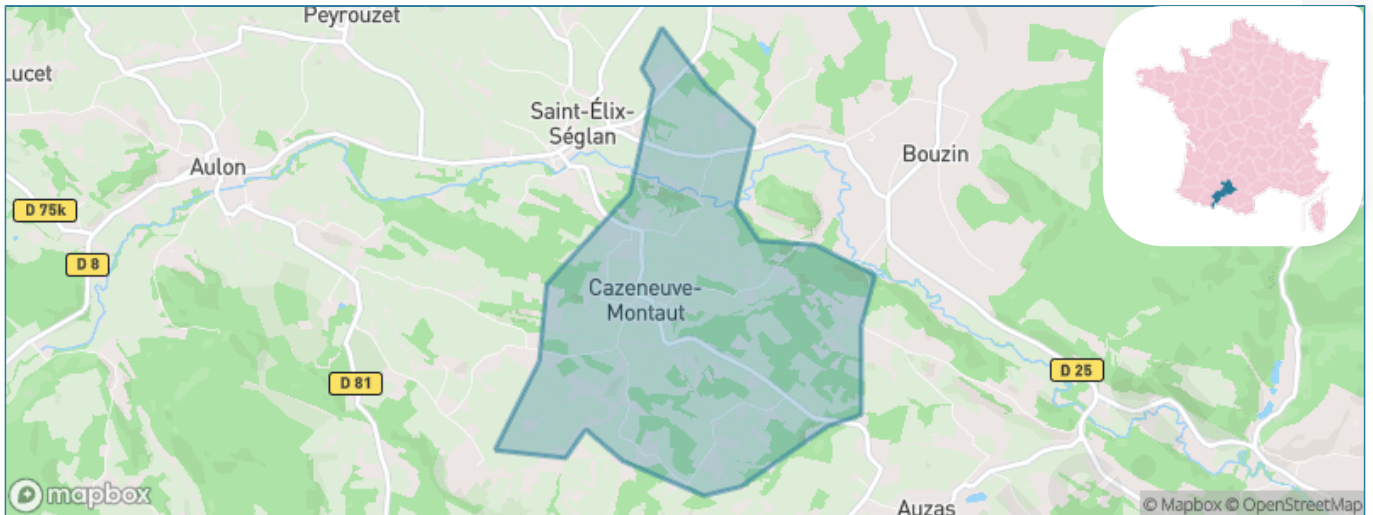 Peyrouzet
Lucet
Saint-Élix-
Séglan
Bouzin
Aulon
D 75k
D 8
Cazeneuve-
Montaut
D 81
D 25
Auzas
mapbox
© Mapbox © OpenStreetMap